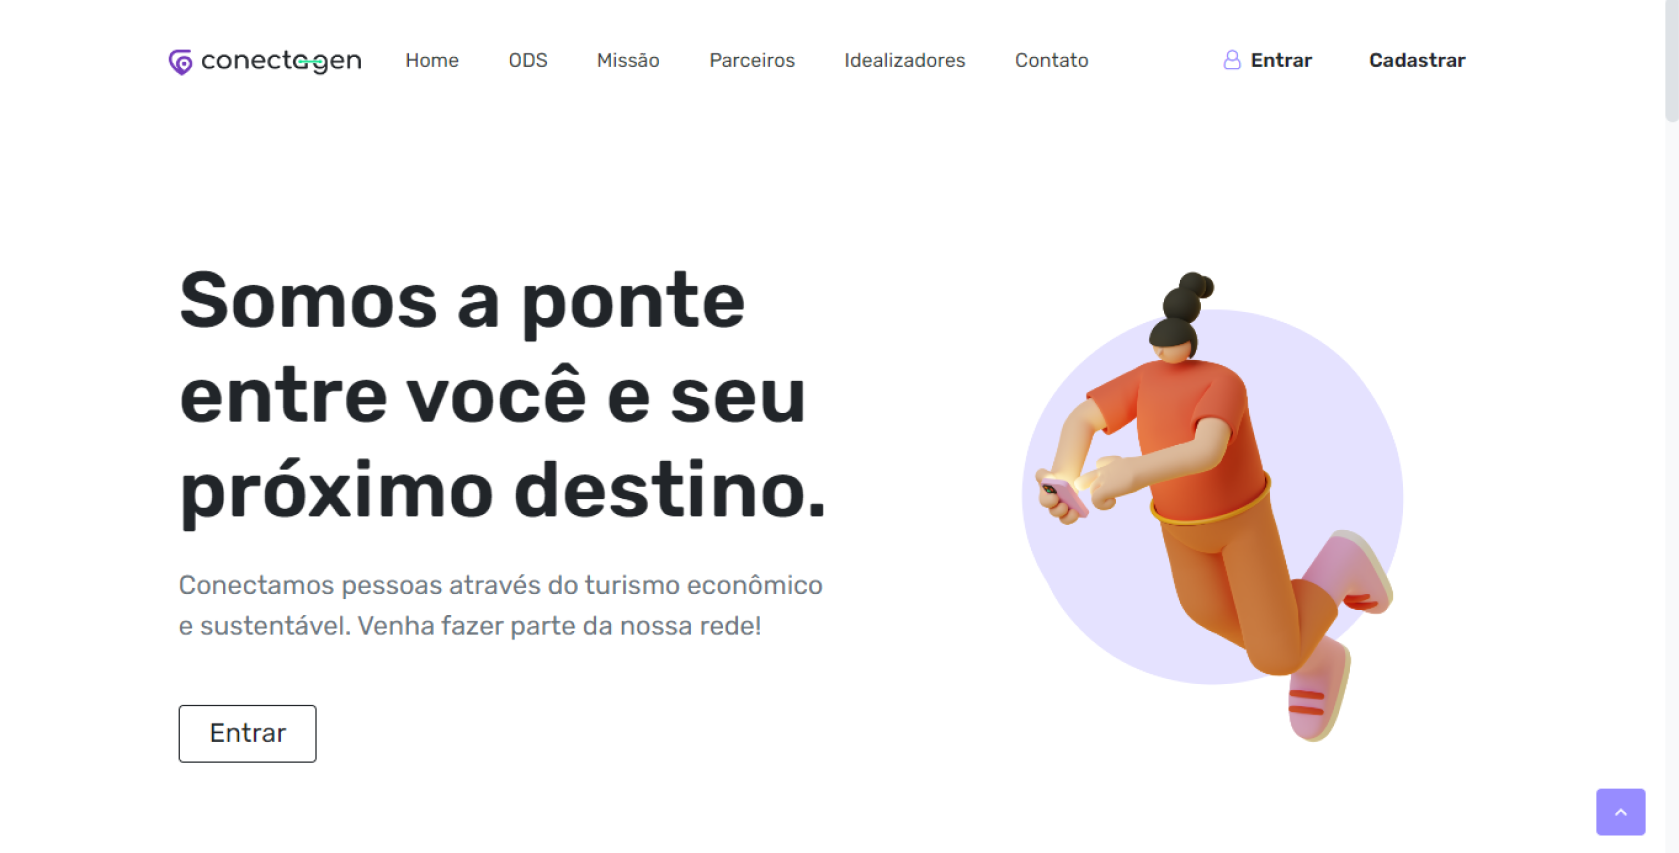 conectagen Home ODS Missão Parceiros Idealizadores Contato Entrar Cadastrar
Somos a ponte
entre você e seu
próximo destino.
Conectamos pessoas através do turismo econômico
e sustentável. Venha fazer parte da nossa rede!
Entrar